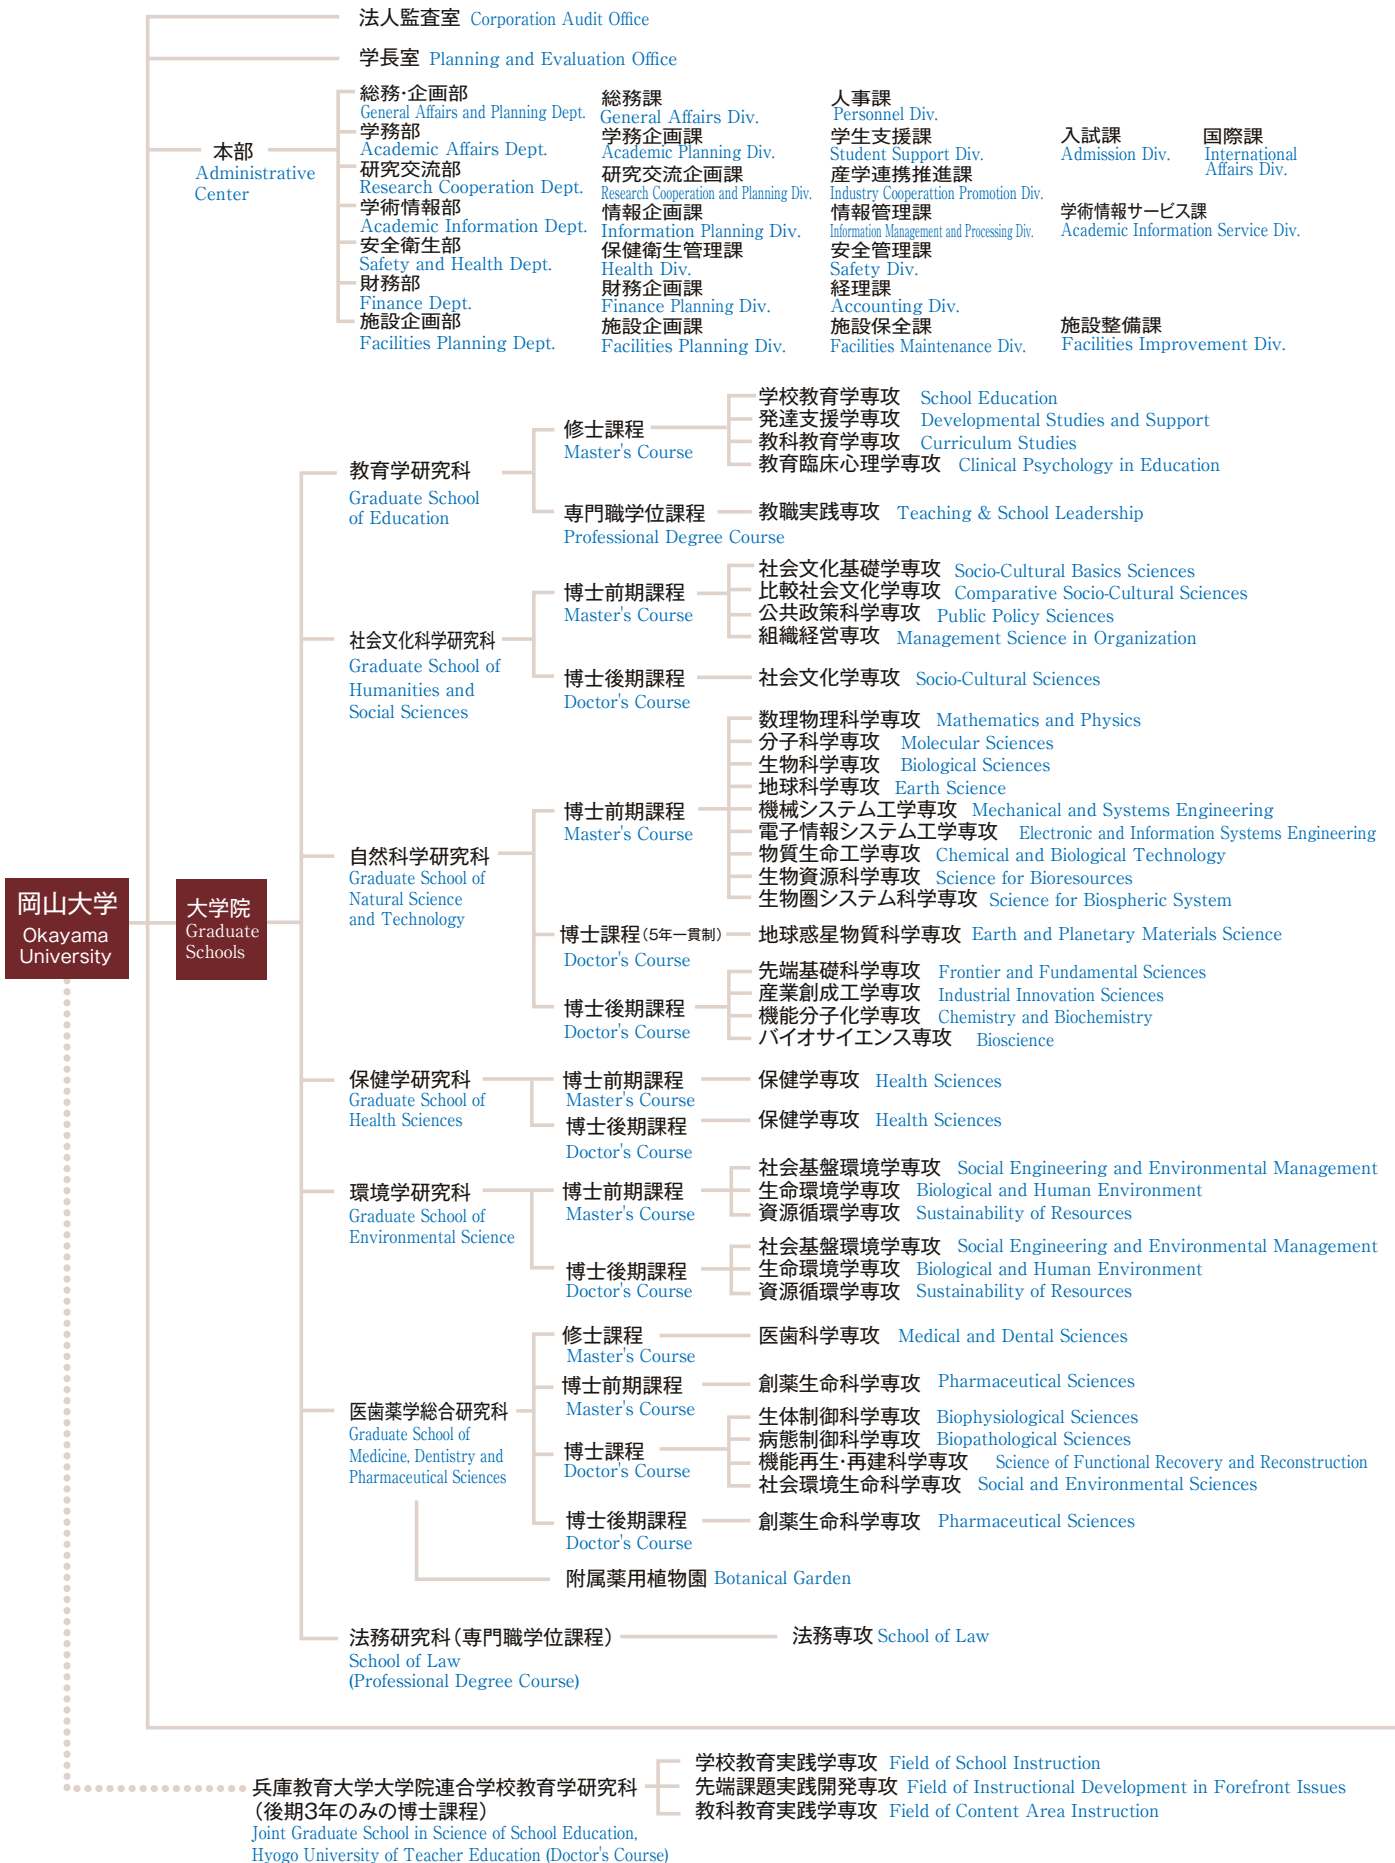 法人監査室 Corporation Audit Office
学長室 Planning and Evaluation Office
本部
Administrative
Center
総務・企画部
General Affairs and Planning Dept.
総務課
General Affairs Div.
人事課
Personnel Div.
学務部
Academic Affairs Dept.
学務企画課
Academic Planning Div.
学生支援課
Student Support Div.
入試課
Admission Div.
国際課
International
Affairs Div.
研究交流部
Research Cooperation Dept.
研究交流企画課
Research Cooperation and Planning Div.
産学連携推進課
Industry Cooperattion Promotion Div.
学術情報部
Academic Information Dept.
情報企画課
Information Planning Div.
情報管理課
Information Management and Processing Div.
学術情報サービス課
Academic Information Service Div.
安全衛生部
Safety and Health Dept.
保健衛生管理課
Health Div.
安全管理課
Safety Div.
財務部
Finance Dept.
財務企画課
Finance Planning Div.
経理課
Accounting Div.
施設企画部
Facilities Planning Dept.
施設企画課
Facilities Planning Div.
施設保全課
Facilities Maintenance Div.
施設整備課
Facilities Improvement Div.
岡山大学
Okayama
University
大学院
Graduate
Schools
教育学研究科
Graduate School
of Education
修士課程
Master's Course
学校教育学専攻 School Education
発達支援学専攻 Developmental Studies and Support
教科教育学専攻 Curriculum Studies
教育臨床心理学専攻 Clinical Psychology in Education
専門職学位課程
Professional Degree Course
教職実践専攻 Teaching & School Leadership
社会文化科学研究科
Graduate School of
Humanities and
Social Sciences
博士前期課程
Master's Course
社会文化基礎学専攻 Socio-Cultural Basics Sciences
比較社会文化学専攻 Comparative Socio-Cultural Sciences
公共政策科学専攻 Public Policy Sciences
組織経営専攻 Management Science in Organization
博士後期課程
Doctor's Course
社会文化学専攻 Socio-Cultural Sciences
自然科学研究科
Graduate School of
Natural Science
and Technology
博士前期課程
Master's Course
数理物理科学専攻 Mathematics and Physics
分子科学専攻 Molecular Sciences
生物科学専攻 Biological Sciences
地球科学専攻 Earth Science
機械システム工学専攻 Mechanical and Systems Engineering
電子情報システム工学専攻 Electronic and Information Systems Engineering
物質生命工学専攻 Chemical and Biological Technology
生物資源科学専攻 Science for Bioresources
生物圏システム科学専攻 Science for Biospheric System
博士課程(5年一貫制)
Doctor's Course
地球惑星物質科学専攻 Earth and Planetary Materials Science
博士後期課程
Doctor's Course
先端基礎科学専攻 Frontier and Fundamental Sciences
産業創成工学専攻 Industrial Innovation Sciences
機能分子化学専攻 Chemistry and Biochemistry
バイオサイエンス専攻 Bioscience
保健学研究科
Graduate School of
Health Sciences
博士前期課程
Master's Course
保健学専攻 Health Sciences
博士後期課程
Doctor's Course
保健学専攻 Health Sciences
環境学研究科
Graduate School of
Environmental Science
博士前期課程
Master's Course
社会基盤環境学専攻 Social Engineering and Environmental Management
生命環境学専攻 Biological and Human Environment
資源循環学専攻 Sustainability of Resources
博士後期課程
Doctor's Course
社会基盤環境学専攻 Social Engineering and Environmental Management
生命環境学専攻 Biological and Human Environment
資源循環学専攻 Sustainability of Resources
医歯薬学総合研究科
Graduate School of
Medicine, Dentistry and
Pharmaceutical Sciences
修士課程
Master's Course
医歯科学専攻 Medical and Dental Sciences
博士前期課程
Master's Course
創薬生命科学専攻 Pharmaceutical Sciences
博士課程
Doctor's Course
生体制御科学専攻 Biophysiological Sciences
病態制御科学専攻 Biopathological Sciences
機能再生・再建科学専攻 Science of Functional Recovery and Reconstruction
社会環境生命科学専攻 Social and Environmental Sciences
博士後期課程
Doctor's Course
創薬生命科学専攻 Pharmaceutical Sciences
附属薬用植物園 Botanical Garden
法務研究科(専門職学位課程)
School of Law
(Professional Degree Course)
法務専攻 School of Law
兵庫教育大学大学院連合学校教育学研究科
(後期3年のみの博士課程)
Joint Graduate School in Science of School Education,
Hyogo University of Teacher Education (Doctor's Course)
学校教育実践学専攻 Field of School Instruction
先端課題実践開発専攻 Field of Instructional Development in Forefront Issues
教科教育実践学専攻 Field of Content Area Instruction